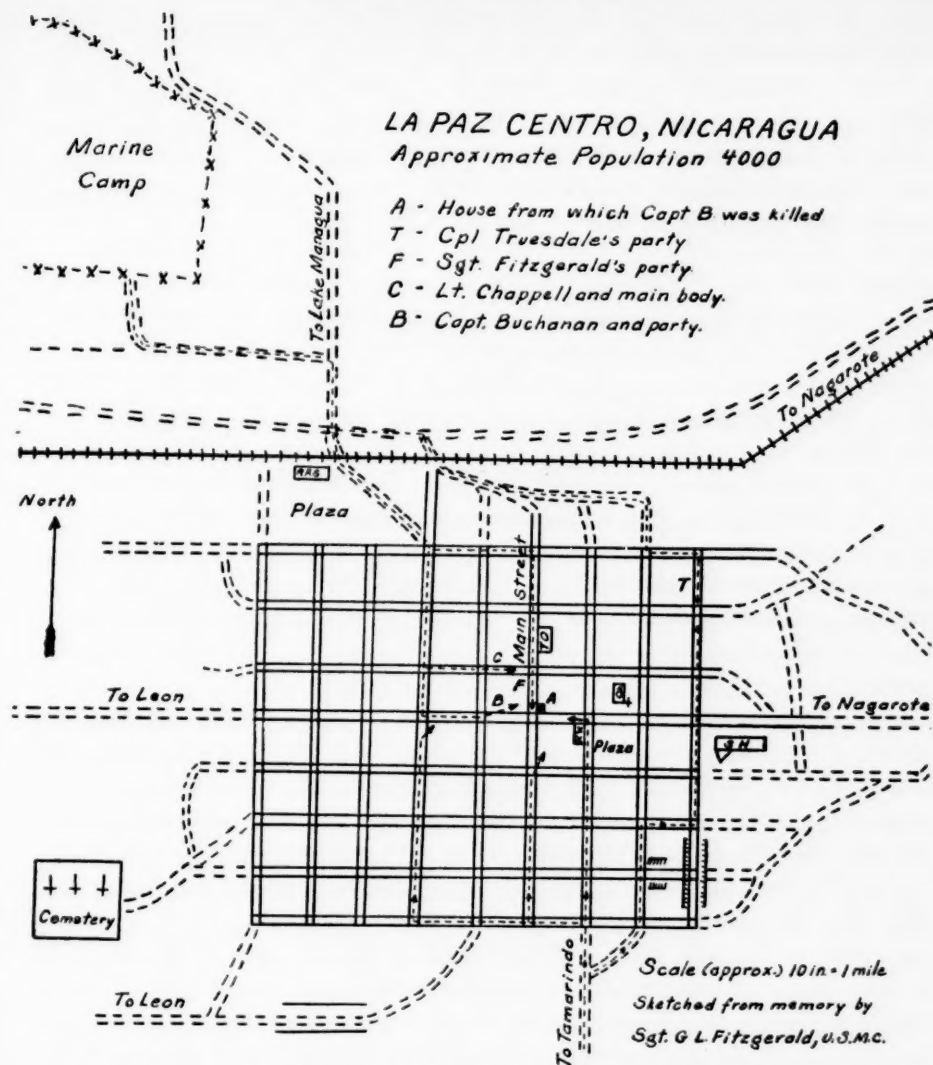 LA PAZ CENTRO, NICARAGUA
Approximate Population 4000
Marine
Camp
A - House from which Capt B was killed
T - Cpl Truesdale's party
F - Sgt. Fitzgerald's party.
C - Lt. Chappell and main body.
B - Capt. Buchanan and party.
To Lake Managua
To Nagarote
North
Plaza
Main Street
T
TO
C
F
B
A
To Leon
To Nagarote
Plaza
S H
A
Cemetery
To Leon
To Tamarindo
Scale (approx.) 10 in = 1 mile
Sketched from memory by
Sgt. G L Fitzgerald, U.S.M.C.